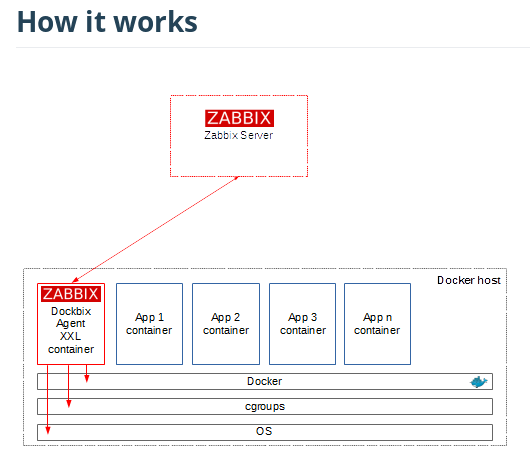 How it works
ZABBIX
Zabbix Server
Docker host
ZABBIX
Dockbix
Agent
XXL
container
App 1
container
App 2
container
App 3
container
App n
container
Docker
cgroups
OS